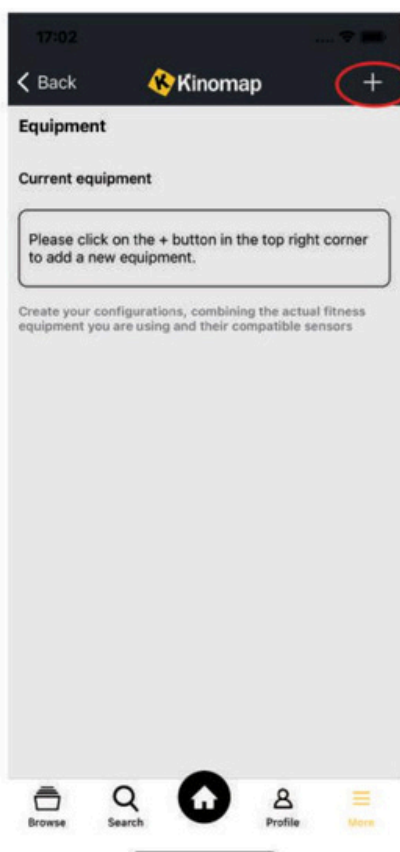 17:02
Back
Kinomap
+
Equipment
Current equipment
Please click on the + button in the top right corner
to add a new equipment.
Create your configurations, combining the actual fitness
equipment you are using and their compatible sensors
Browse
Search
Profile
More